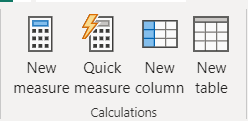 New measure
Quick measure
New column
New table
Calculations